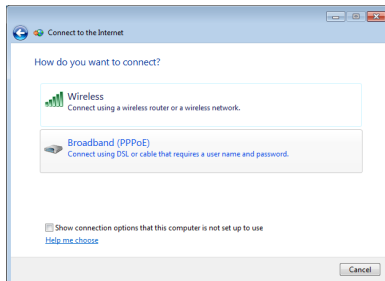 Connect to the Internet
How do you want to connect?
Wireless
Connect using a wireless router or a wireless network.
Broadband (PPPoE)
Connect using DSL or cable that requires a user name and password.
Show connection options that this computer is not set up to use
Help me choose
Cancel